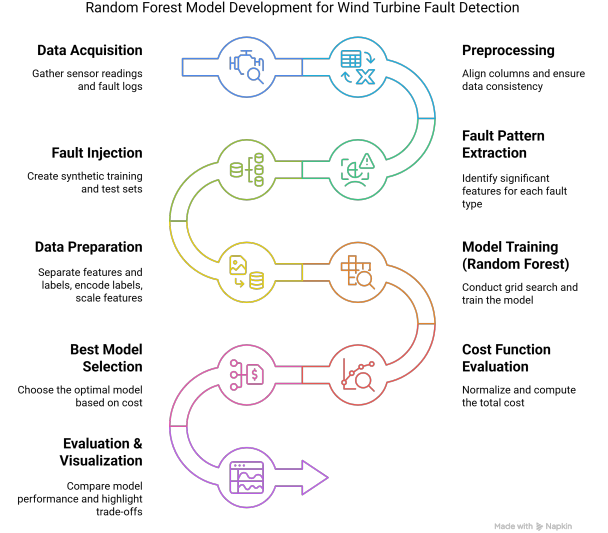 Random Forest Model Development for Wind Turbine Fault Detection
Data Acquisition
Gather sensor readings
and fault logs
Preprocessing
Align columns and ensure
data consistency
Fault Pattern
Extraction
Identify significant
features for each fault
type
Fault Injection
Create synthetic training
and test sets
Data Preparation
Separate features and
labels, encode labels,
scale features
Model Training
(Random Forest)
Conduct grid search and
train the model
Cost Function
Evaluation
Normalize and compute
the total cost
Best Model
Selection
Choose the optimal model
based on cost
$
Evaluation &
Visualization
Compare model
performance and highlight
trade-offs
Made with Napkin